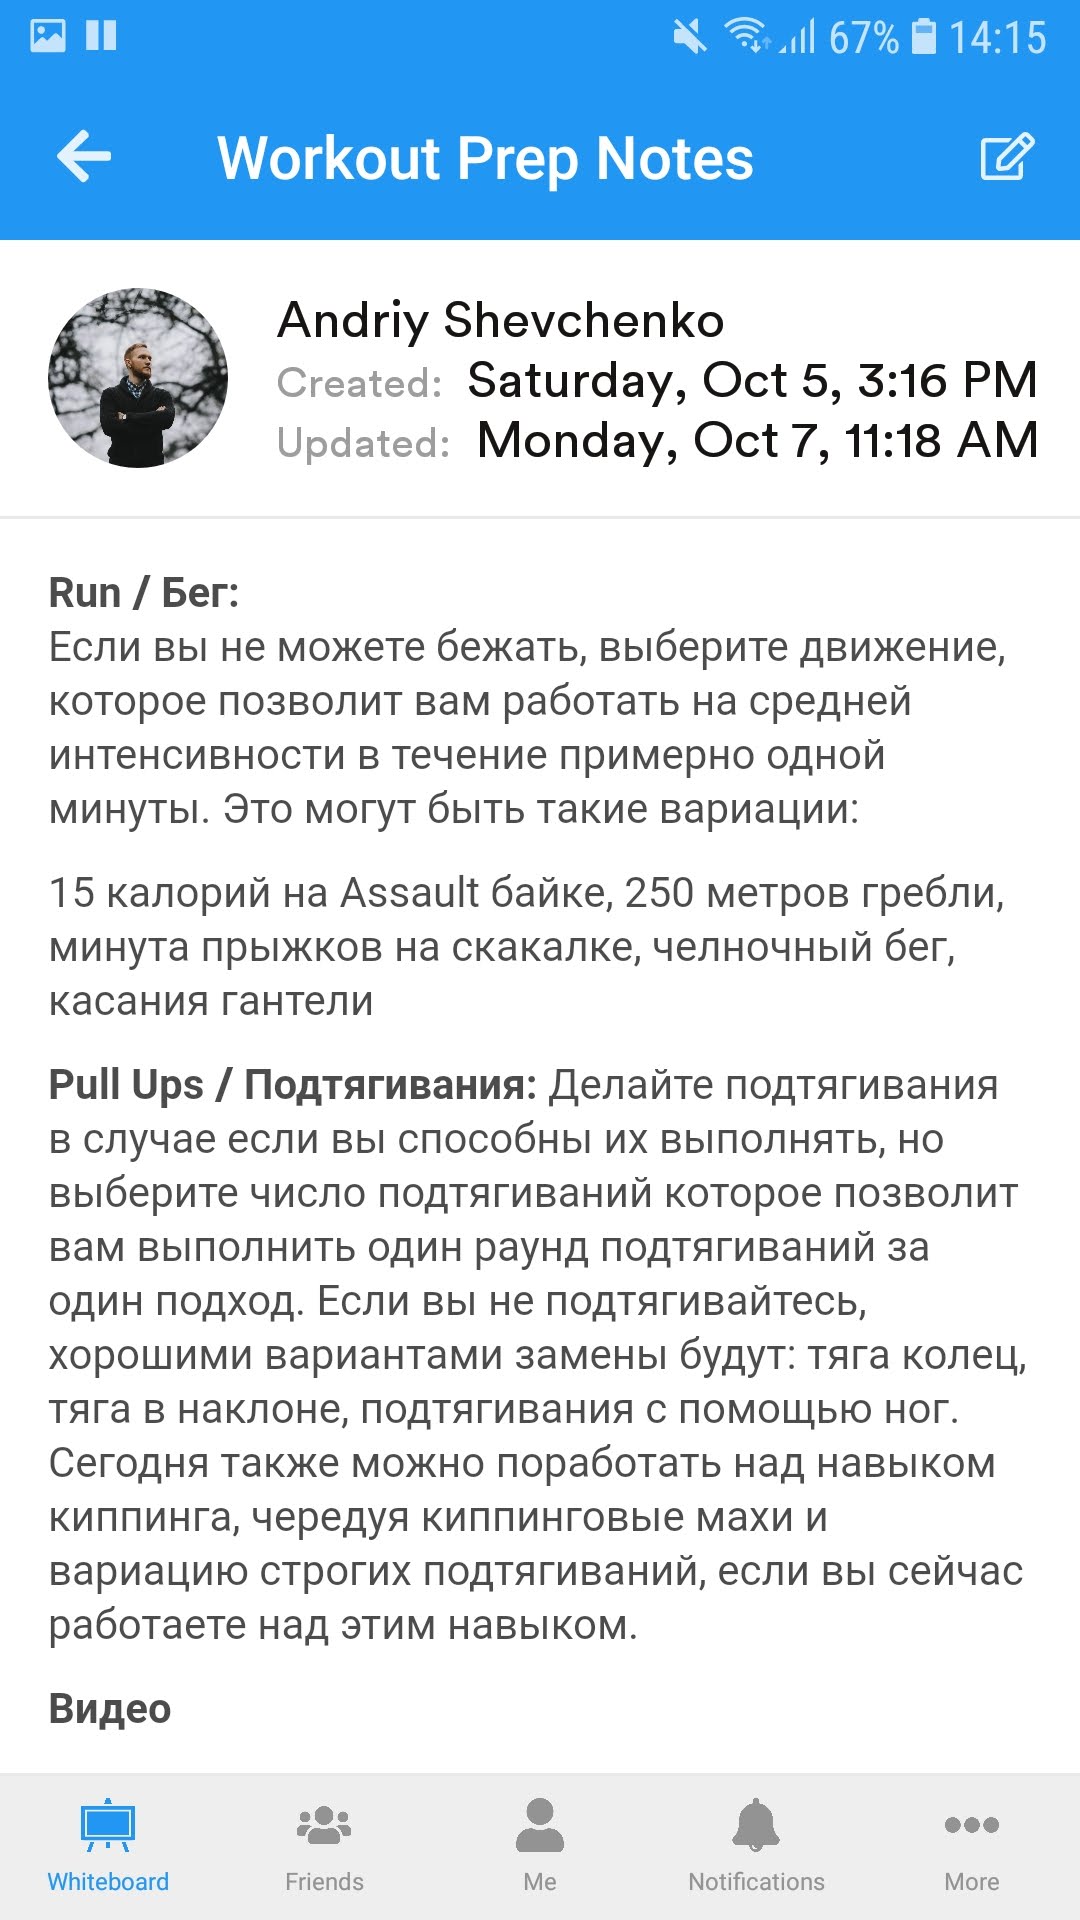 67% 14:15
Workout Prep Notes
Andriy Shevchenko
Created: Saturday, Oct 5, 3:16 PM
Updated: Monday, Oct 7, 11:18 AM
Run / Бег:
Если вы не можете бежать, выберите движение,
которое позволит вам работать на средней
интенсивности в течение примерно одной
минуты. Это могут быть такие вариации:
15 калорий на Assault байке, 250 метров гребли,
минута прыжков на скакалке, челночный бег,
касания гантели
Pull Ups / Подтягивания: Делайте подтягивания
в случае если вы способны их выполнять, но
выберите число подтягиваний которое позволит
вам выполнить один раунд подтягиваний за
один подход. Если вы не подтягивайтесь,
хорошими вариантами замены будут: тяга колец,
тяга в наклоне, подтягивания с помощью ног.
Сегодня также можно поработать над навыком
киппинга, чередуя киппинговые махи и
вариацию строгих подтягиваний, если вы сейчас
работаете над этим навыком.
Видео
Whiteboard Friends Me Notifications More